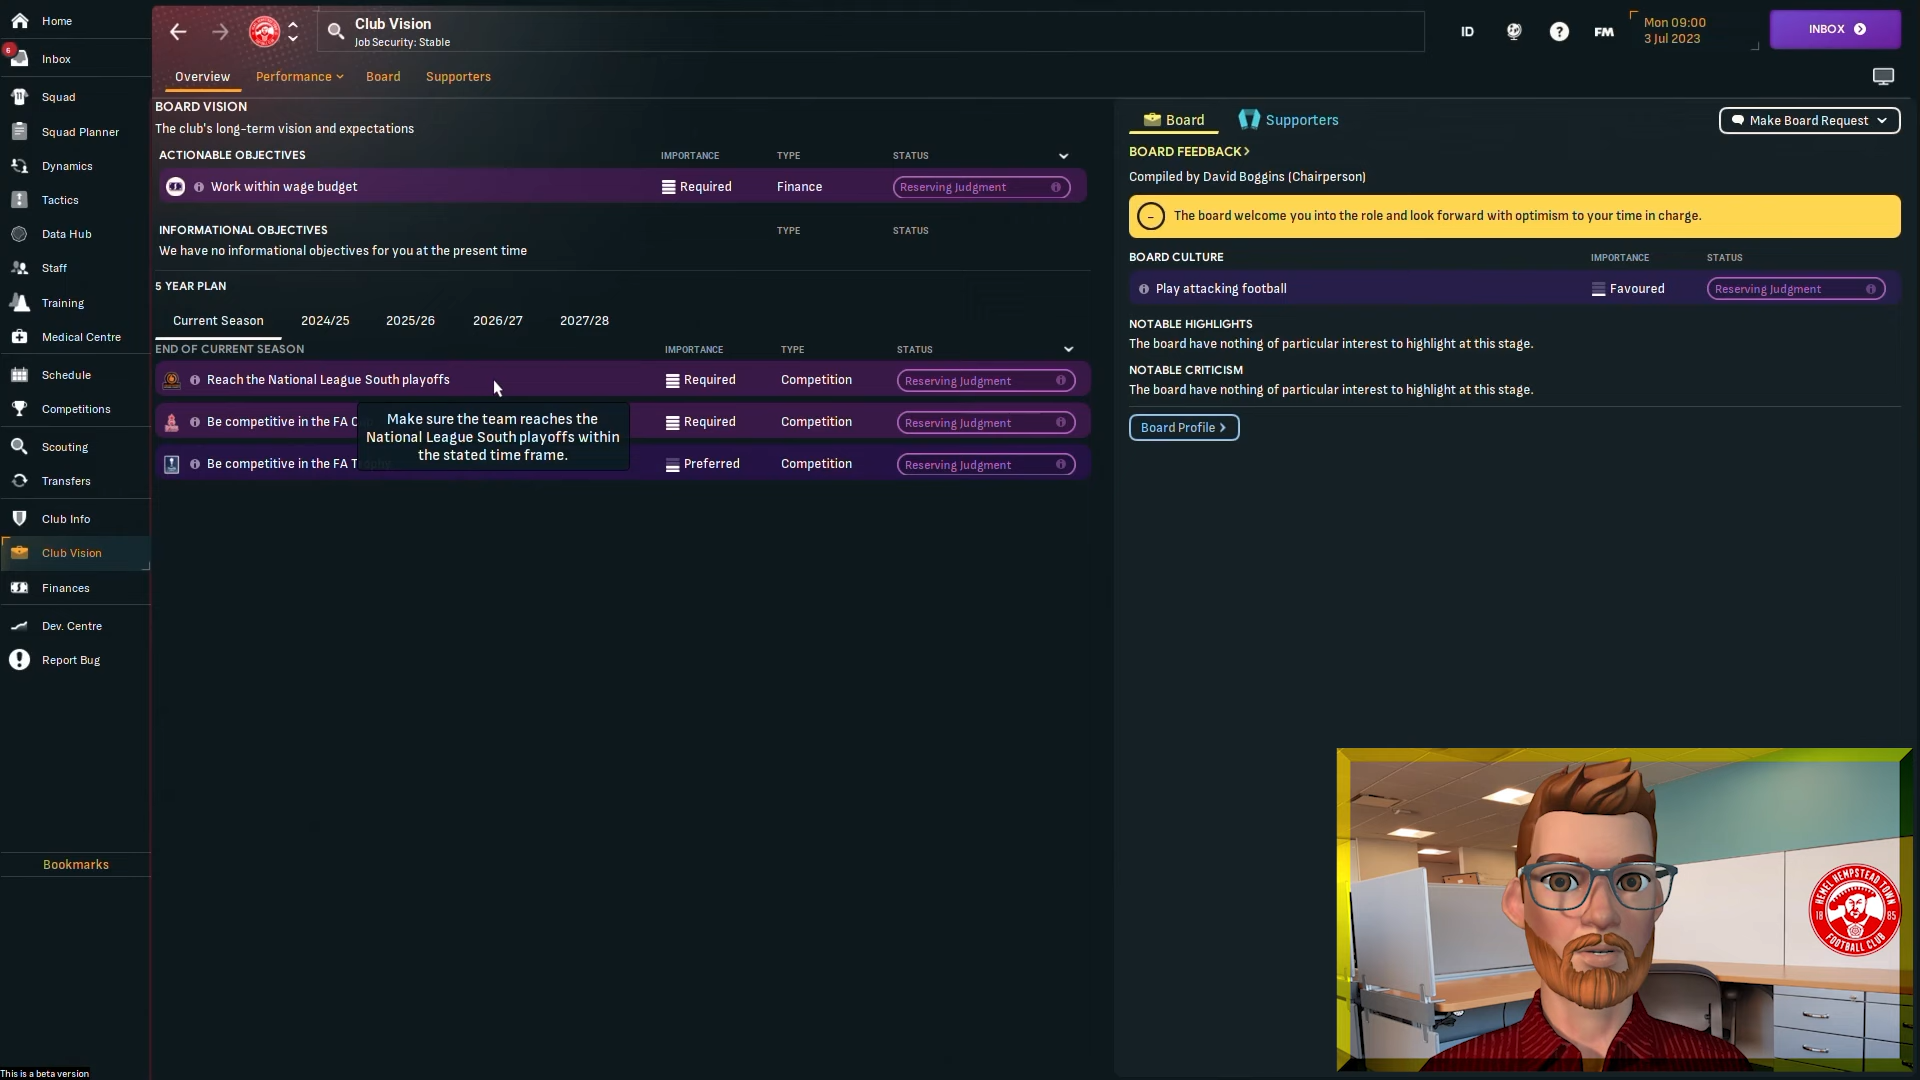 Home
6
Inbox
Squad
Squad Planner
Dynamics
Tactics
Data Hub
Staff
Training
Medical Centre
Schedule
Competitions
Scouting
Transfers
Club Info
Club Vision
Finances
Dev. Centre
Report Bug
Bookmarks
This is a beta version
Club Vision
Job Security: Stable
ID
?
FM
Mon 09:00
3 Jul 2023
INBOX
Overview
Performance
Board
Supporters
BOARD VISION
The club's long-term vision and expectations
ACTIONABLE OBJECTIVES IMPORTANCE TYPE STATUS
Work within wage budget Required Finance Reserving Judgment
INFORMATIONAL OBJECTIVES TYPE STATUS
We have no informational objectives for you at the present time
5 YEAR PLAN
Current Season 2024/25 2025/26 2026/27 2027/28
END OF CURRENT SEASON IMPORTANCE TYPE STATUS
Reach the National League South playoffs Required Competition Reserving Judgment
Be competitive in the FA Required Competition Reserving Judgment
Be competitive in the FA Preferred Competition Reserving Judgment
Make sure the team reaches the
National League South playoffs within
the stated time frame.
Board
Supporters
Make Board Request
BOARD FEEDBACK
Compiled by David Boggins (Chairperson)
The board welcome you into the role and look forward with optimism to your time in charge.
BOARD CULTURE IMPORTANCE STATUS
Play attacking football Favoured Reserving Judgment
NOTABLE HIGHLIGHTS
The board have nothing of particular interest to highlight at this stage.
NOTABLE CRITICISM
The board have nothing of particular interest to highlight at this stage.
Board Profile
HEMEL HEMPSTEAD TOWN
18 85
FOOTBALL CLUB